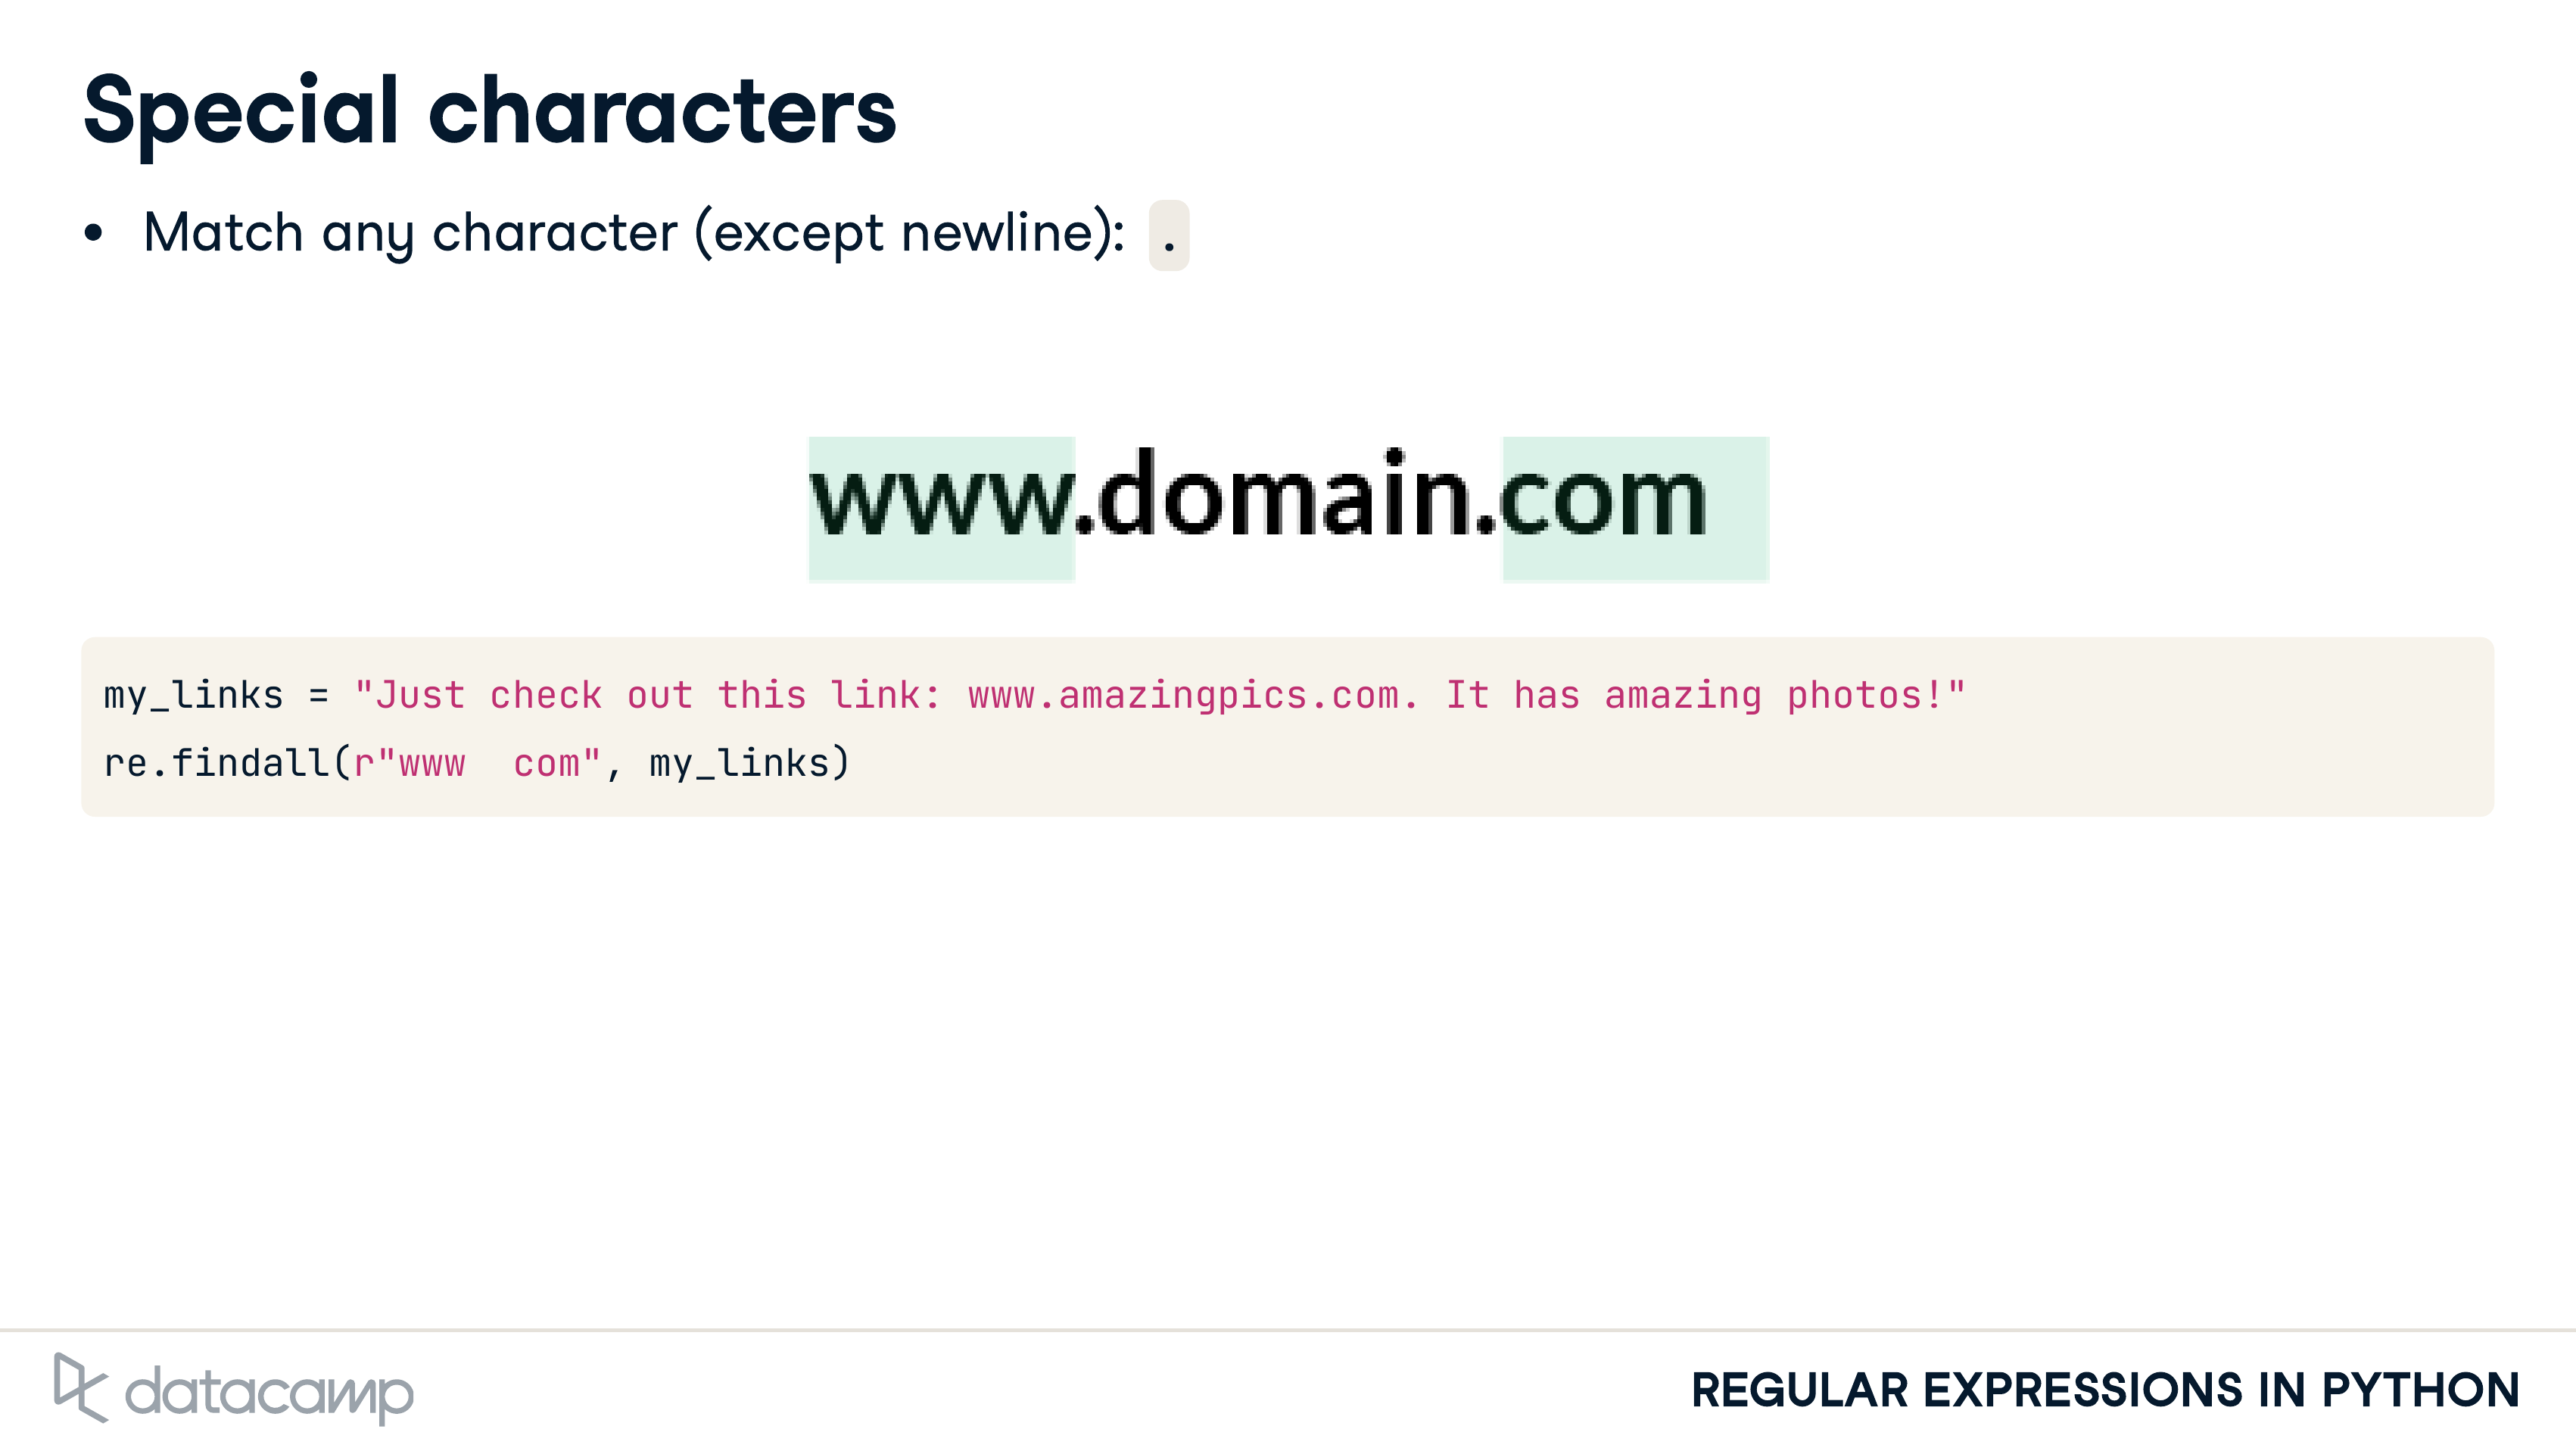 Special characters
• Match any character (except newline): .
www.domain.com
my_links = "Just check out this link: www.amazingpics.com. It has amazing photos!"
re.findall(r"www  com", my_links)
datacamp
REGULAR EXPRESSIONS IN PYTHON